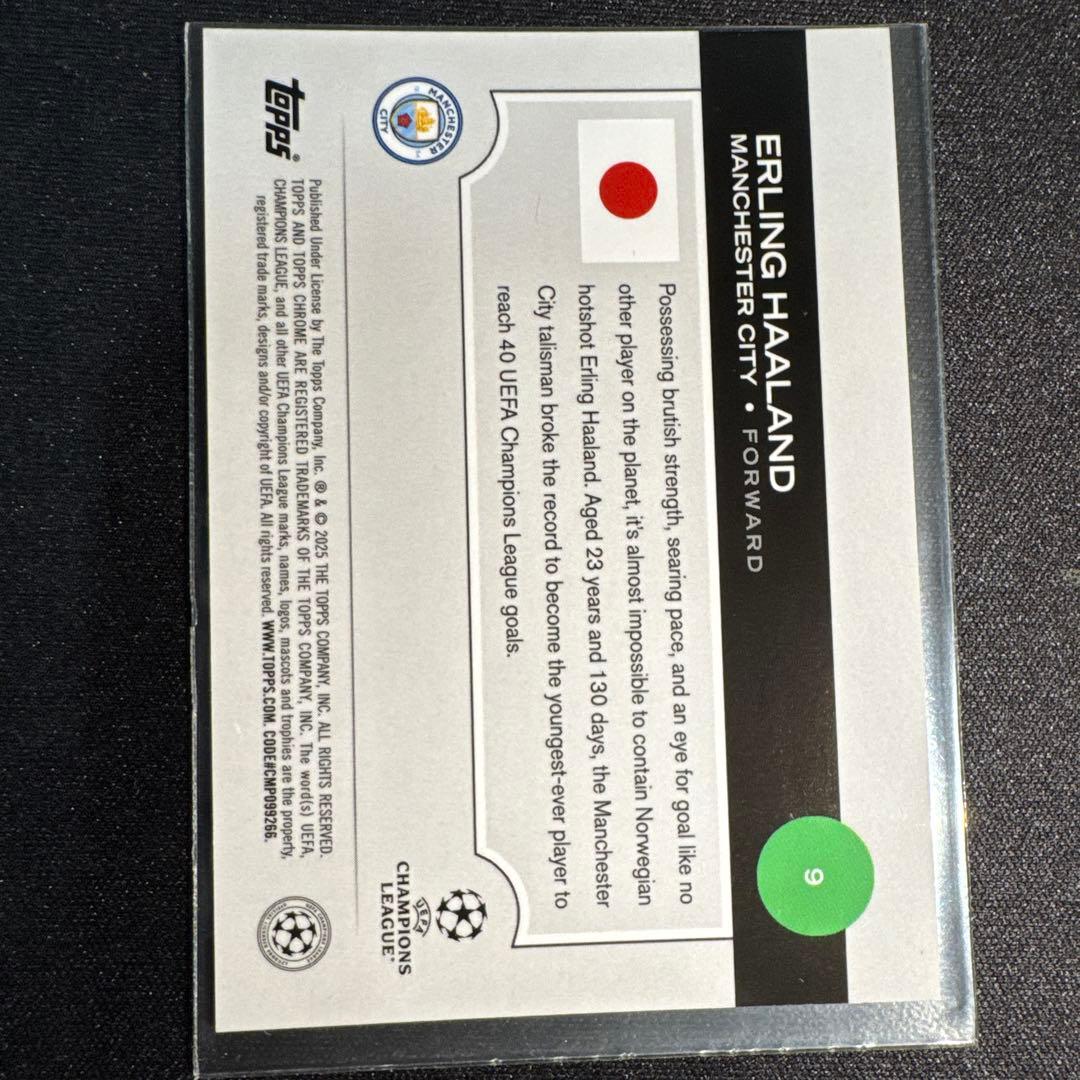 ERLING HAALAND
MANCHESTER CITY • FORWARD
9
Possessing brutish strength, searing pace, and an eye for goal like no
other player on the planet, it's almost impossible to contain Norwegian
hotshot Erling Haaland. Aged 23 years and 130 days, the Manchester
City talisman broke the record to become the youngest-ever player to
reach 40 UEFA Champions League goals.
MANCHESTER
CITY
UEFA
CHAMPIONS
LEAGUE®
topps®
Published Under License by The Topps Company, Inc. ® & © 2025 THE TOPPS COMPANY, INC. ALL RIGHTS RESERVED.
TOPPS AND TOPPS CHROME ARE REGISTERED TRADEMARKS OF THE TOPPS COMPANY, INC. The word(s) UEFA,
CHAMPIONS LEAGUE, and all other UEFA Champions League marks, names, logos, mascots and trophies are the property,
registered trade marks, designs and/or copyright of UEFA. All rights reserved. WWW.TOPPS.COM. CODE#CMP099266.